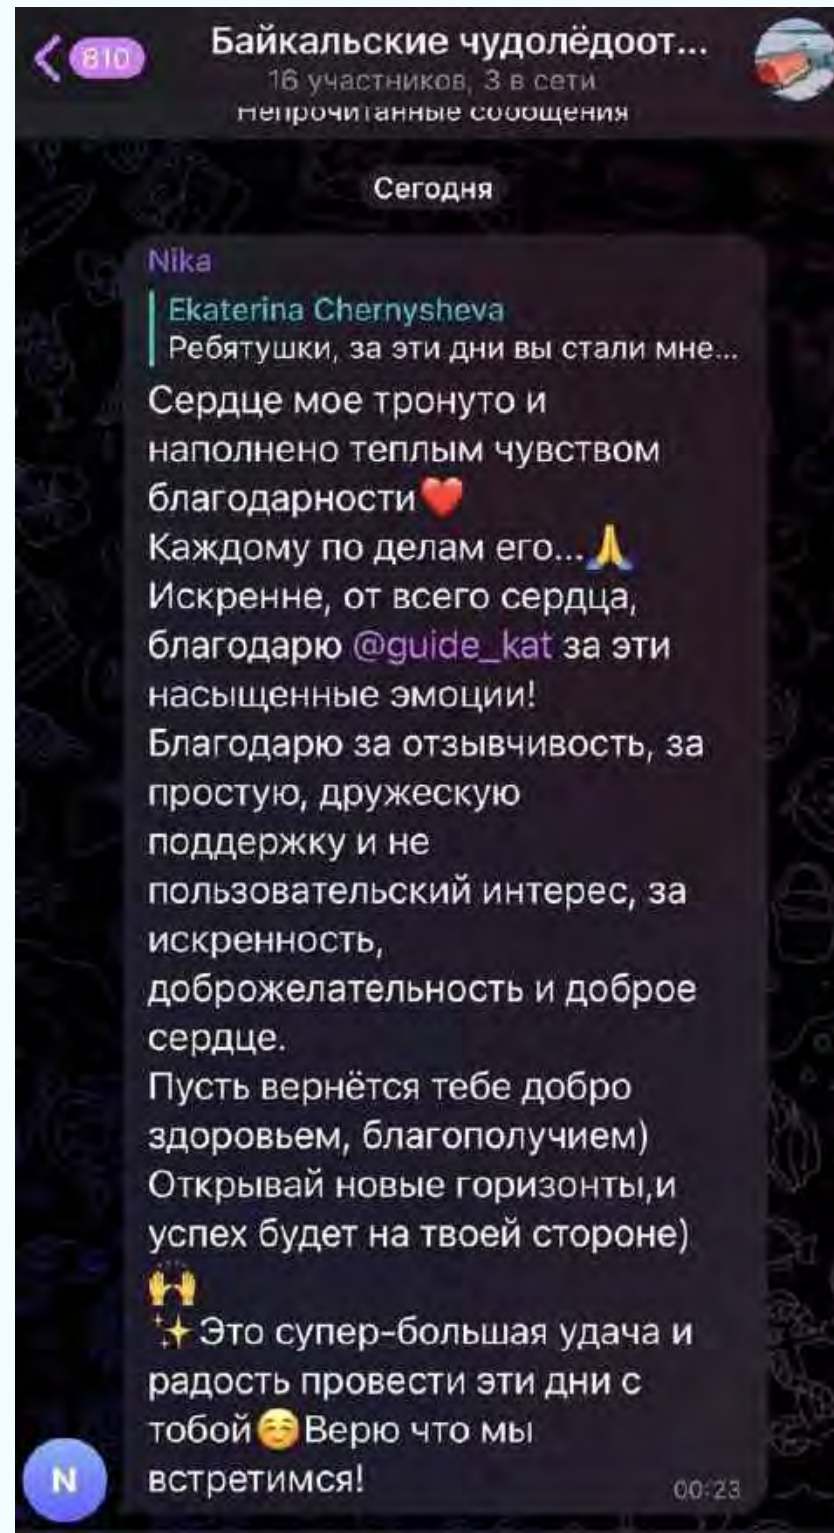 810
Байкальские чудолёдоот...
16 участников, 3 в сети
Непрочитанные сообщения
Сегодня
Nika
Ekaterina Chernysheva
Ребятушки, за эти дни вы стали мне...
Сердце мое тронуто и
наполнено теплым чувством
благодарности❤️
Каждому по делам его...🙏
Искренне, от всего сердца,
благодарю @guide_kat за эти
насыщенные эмоции!
Благодарю за отзывчивость, за
простую, дружескую
поддержку и не
пользовательский интерес, за
искренность,
доброжелательность и доброе
сердце.
Пусть вернётся тебе добро
здоровьем, благополучием)
Открывай новые горизонты,и
успех будет на твоей стороне)
🙌
✨Это супер-большая удача и
радость провести эти дни с
тобой☺️Верю что мы
встретимся!
00:23
N